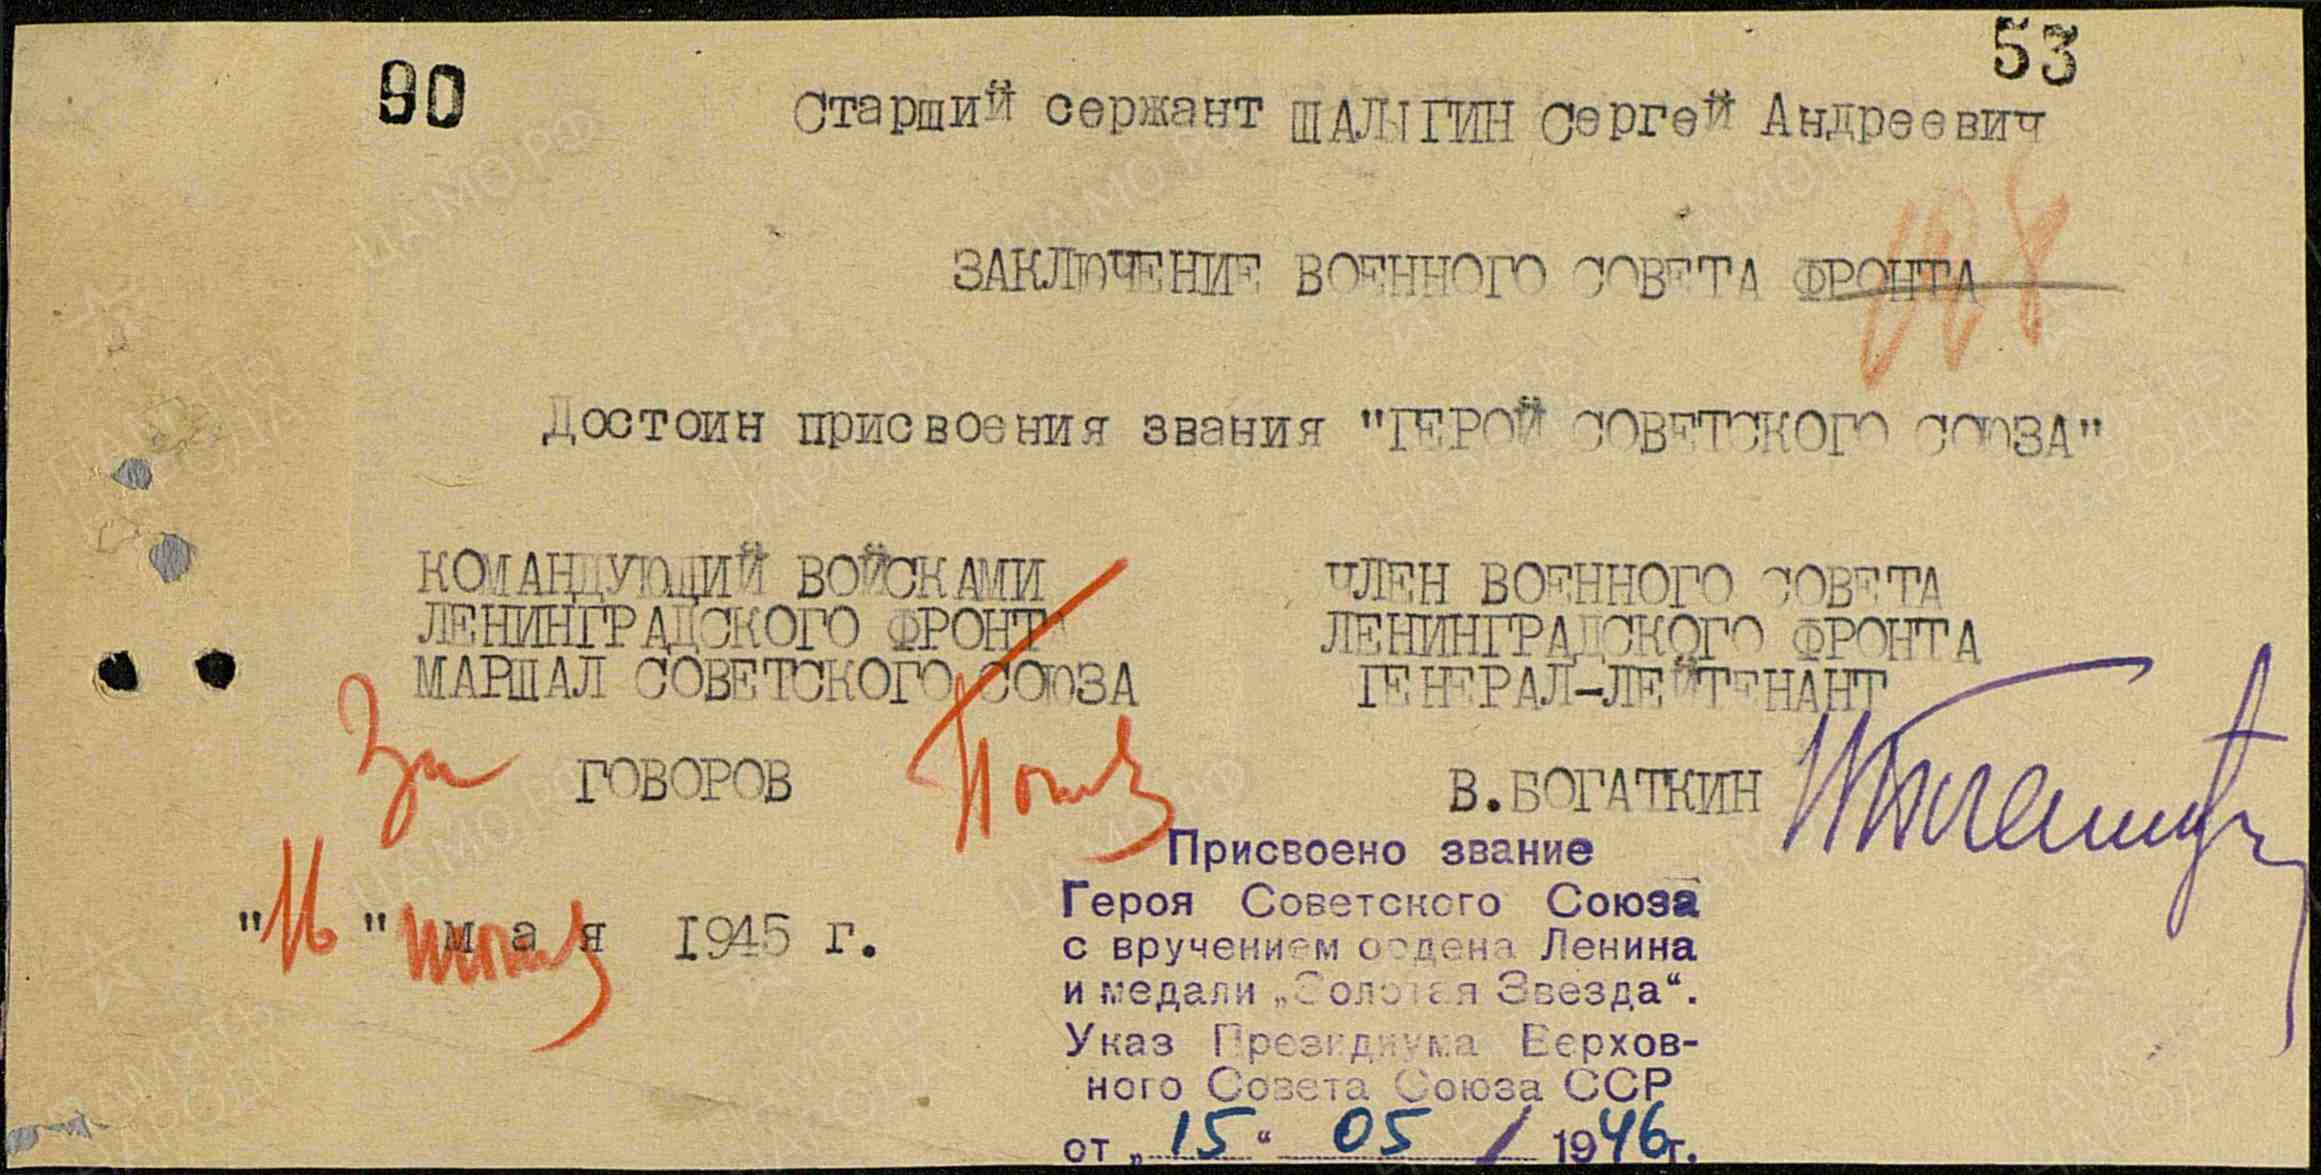 90
53
Старший сержант ШАЛЫГИН Сергей Андреевич
ЗАКЛЮЧЕНИЕ ВОЕННОГО СОВЕТА ФРОНТА
Достоин присвоения звания "ГЕРОЙ СОВЕТСКОГО СОЮЗА"
КОМАНДУЮЩИЙ ВОЙСКАМИ
ЛЕНИНГРАДСКОГО ФРОНТА
МАРШАЛ СОВЕТСКОГО СОЮЗА
ГОВОРОВ
ЧЛЕН ВОЕННОГО СОВЕТА
ЛЕНИНГРАДСКОГО ФРОНТА
ГЕНЕРАЛ-ЛЕЙТЕНАНТ
В.БОГАТКИН
"16" мая 1945 г.
Присвоено звание
Героя Советского Союза
с вручением ордена Ленина
и медали „Золотая Звезда“.
Указ Президиума Верхов-
ного Совета Союза ССР
от „15“ 05 1946г.